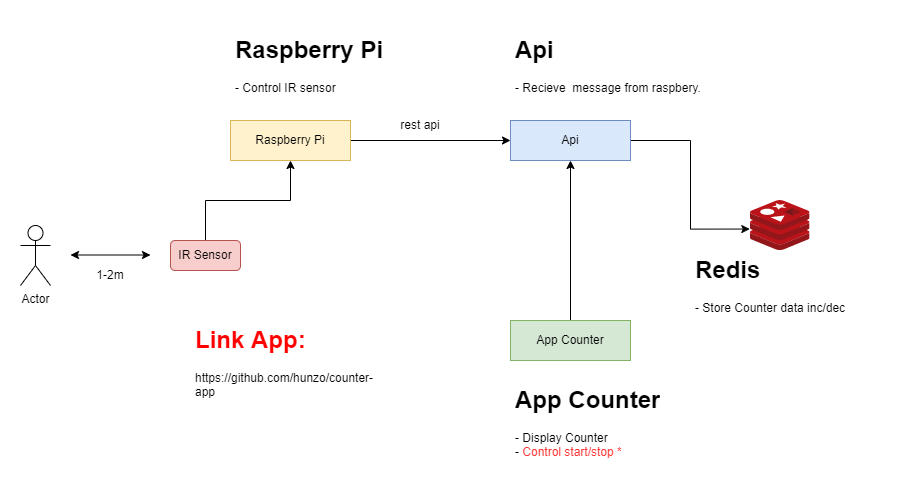 Raspberry Pi
- Control IR sensor
Api
- Recieve  message from raspbery.
Raspberry Pi
rest api
Api
IR Sensor
1-2m
Actor
Redis
- Store Counter data inc/dec
Link App:
https://github.com/hunzo/counter-
app
App Counter
App Counter
- Display Counter
- Control start/stop *